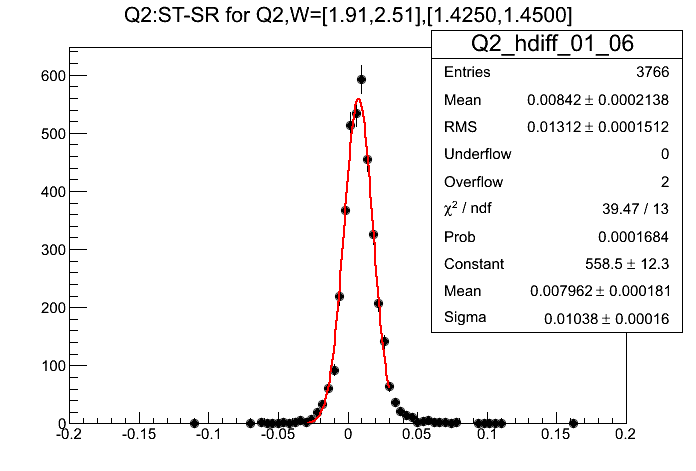 Q2:ST-SR for Q2,W=[1.91,2.51],[1.4250,1.4500]
Q2_hdiff_01_06
Entries 3766
Mean 0.00842 ± 0.0002138
RMS 0.01312 ± 0.0001512
Underflow 0
Overflow 2
χ² / ndf 39.47 / 13
Prob 0.0001684
Constant 558.5 ± 12.3
Mean 0.007962 ± 0.000181
Sigma 0.01038 ± 0.00016
600
500
400
300
200
100
0
-0.2 -0.15 -0.1 -0.05 0 0.05 0.1 0.15 0.2